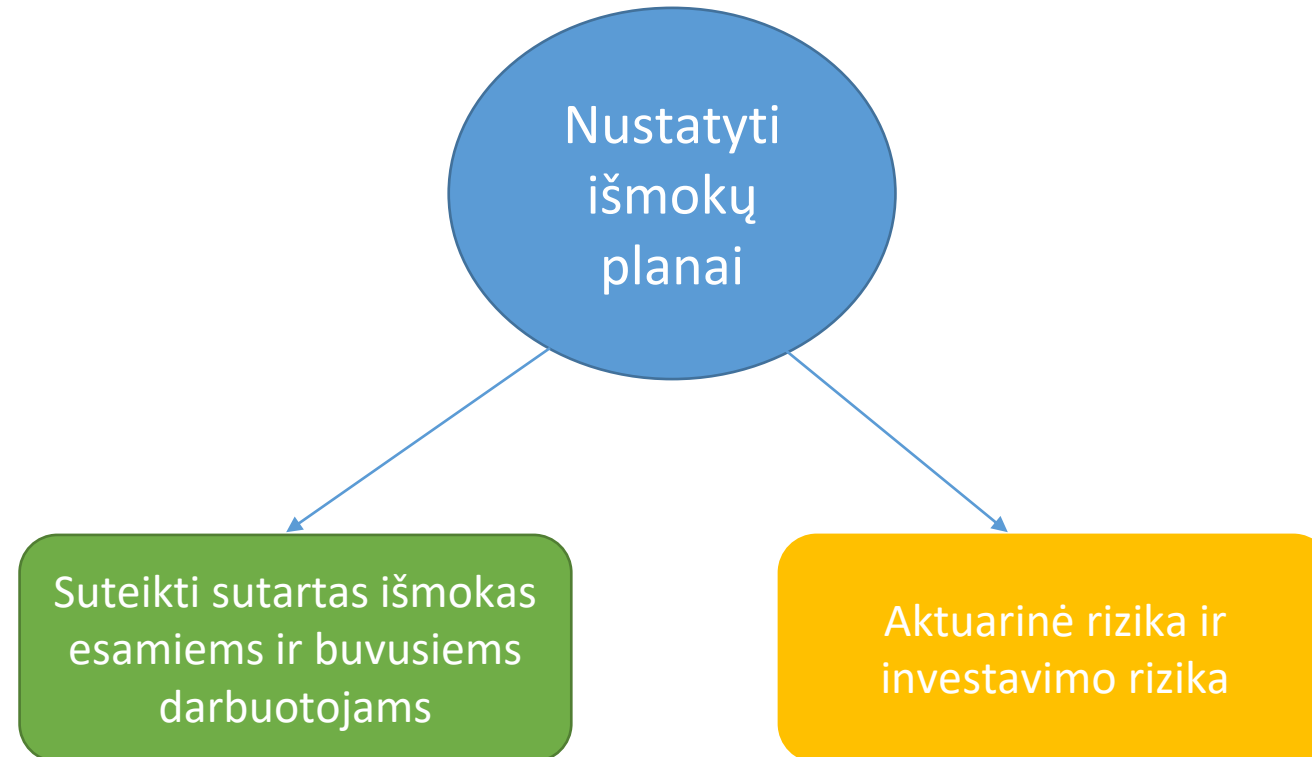 Nustatyti
išmokų
planai
Suteikti sutartas išmokas
esamiems ir buvusiems
darbuotojams
Aktuarinė rizika ir
investavimo rizika